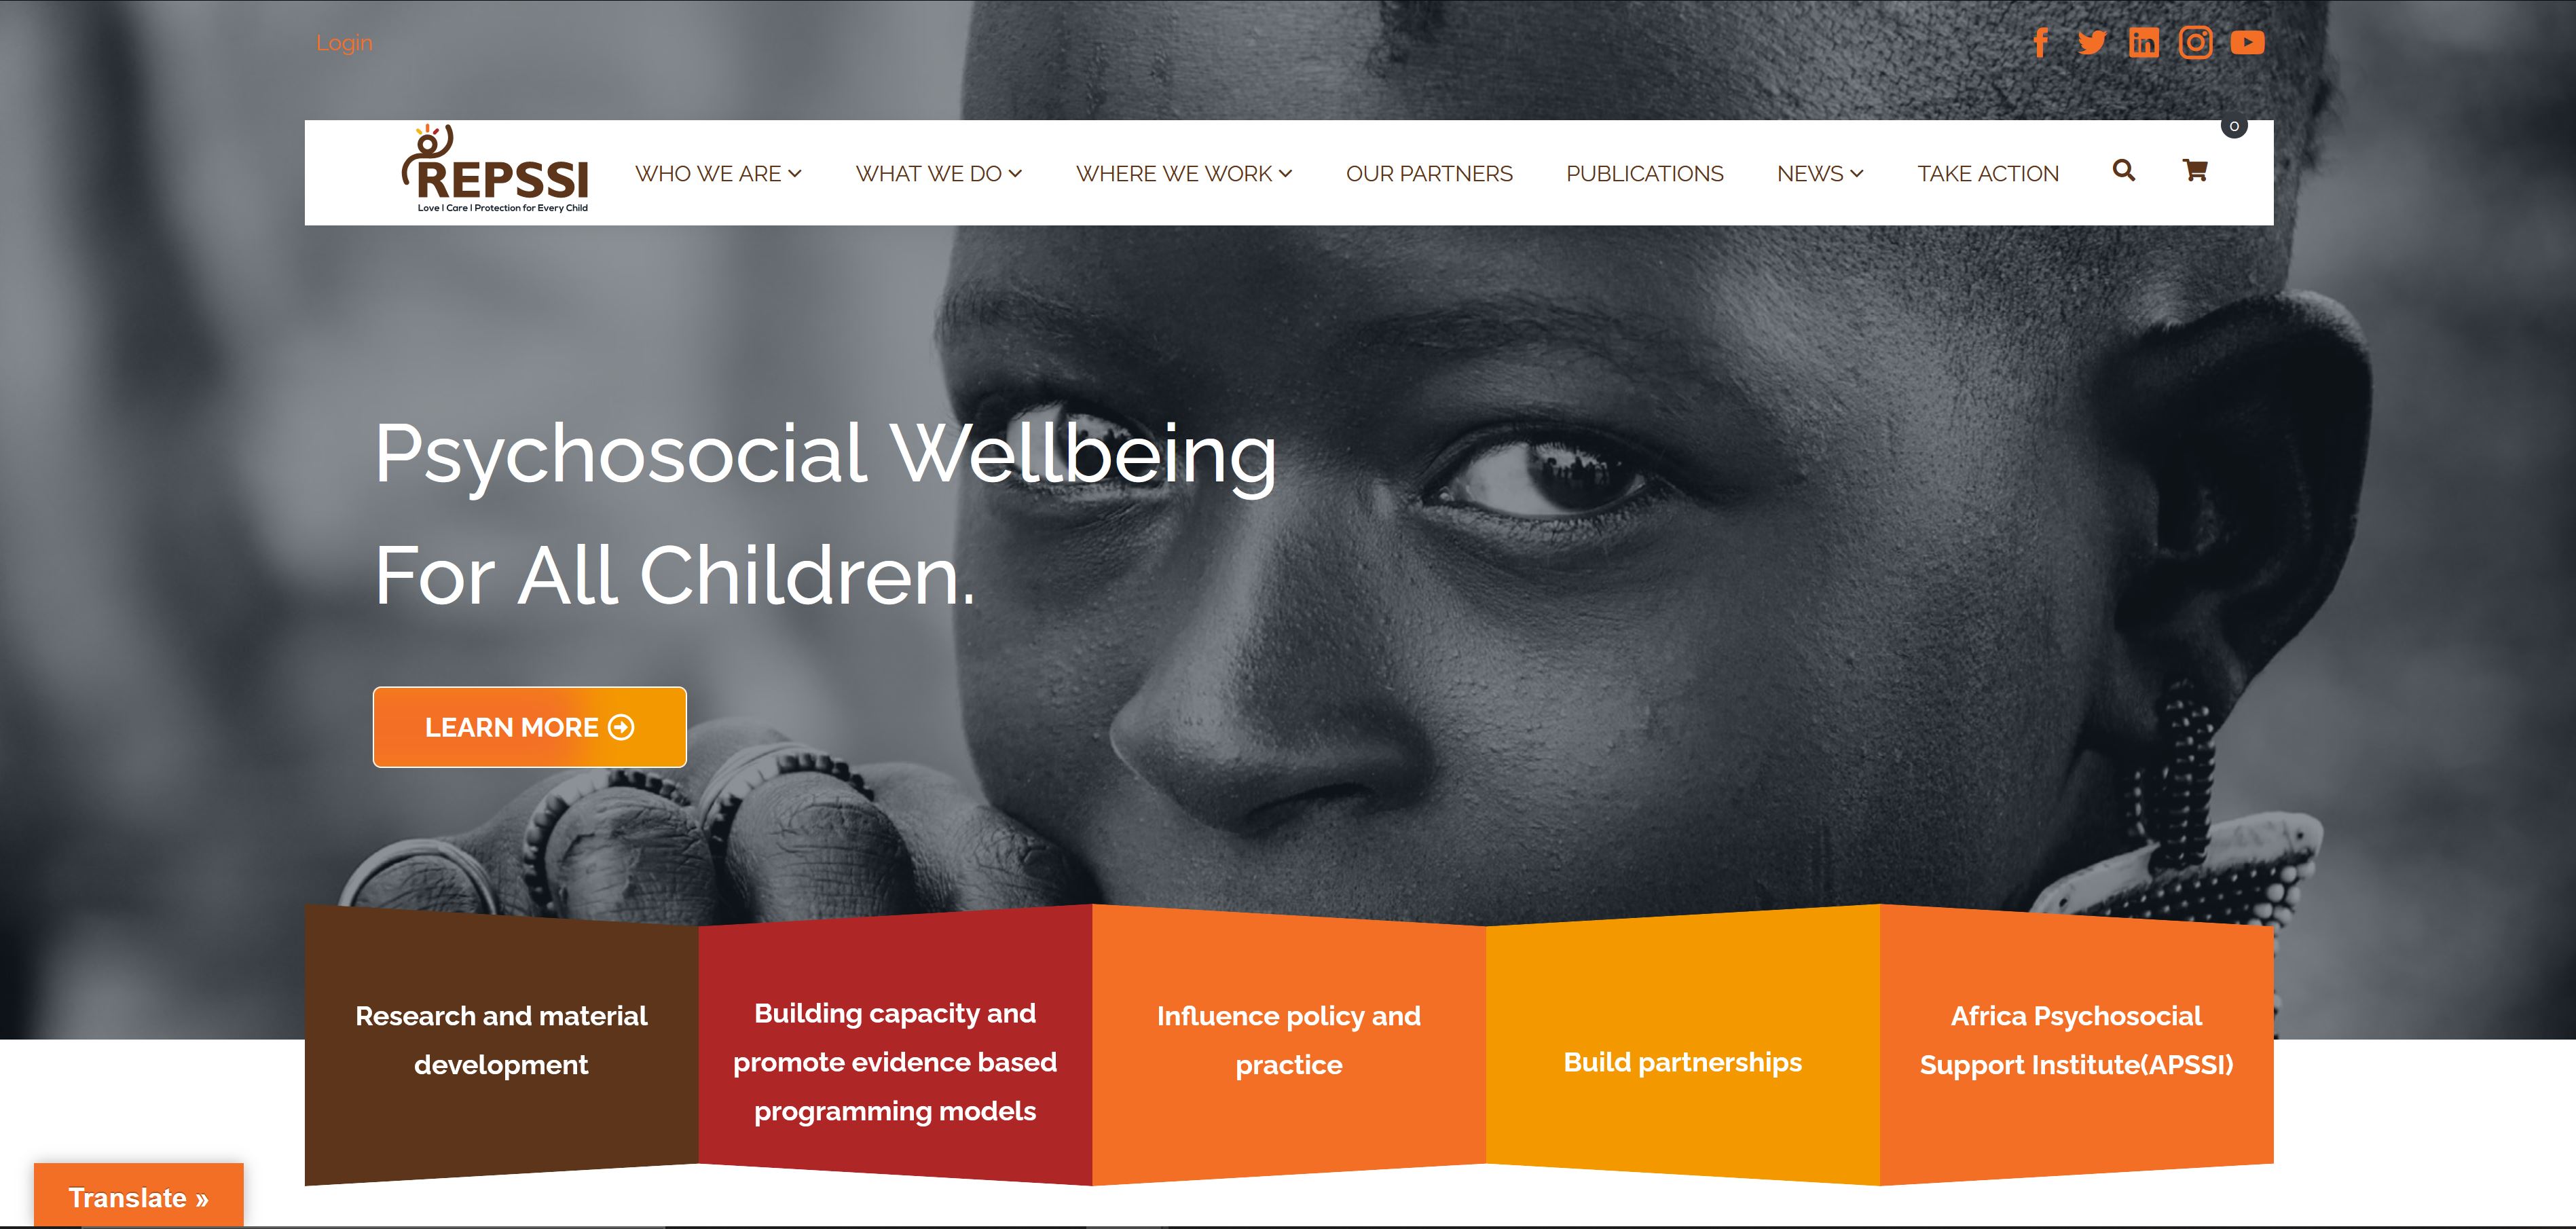 Login
0
REPSSI
Love | Care | Protection for Every Child
WHO WE ARE
WHAT WE DO
WHERE WE WORK
OUR PARTNERS
PUBLICATIONS
NEWS
TAKE ACTION
Psychosocial Wellbeing
For All Children.
LEARN MORE
Research and material
development
Building capacity and
promote evidence based
programming models
Influence policy and
practice
Build partnerships
Africa Psychosocial
Support Institute(APSSI)
Translate »